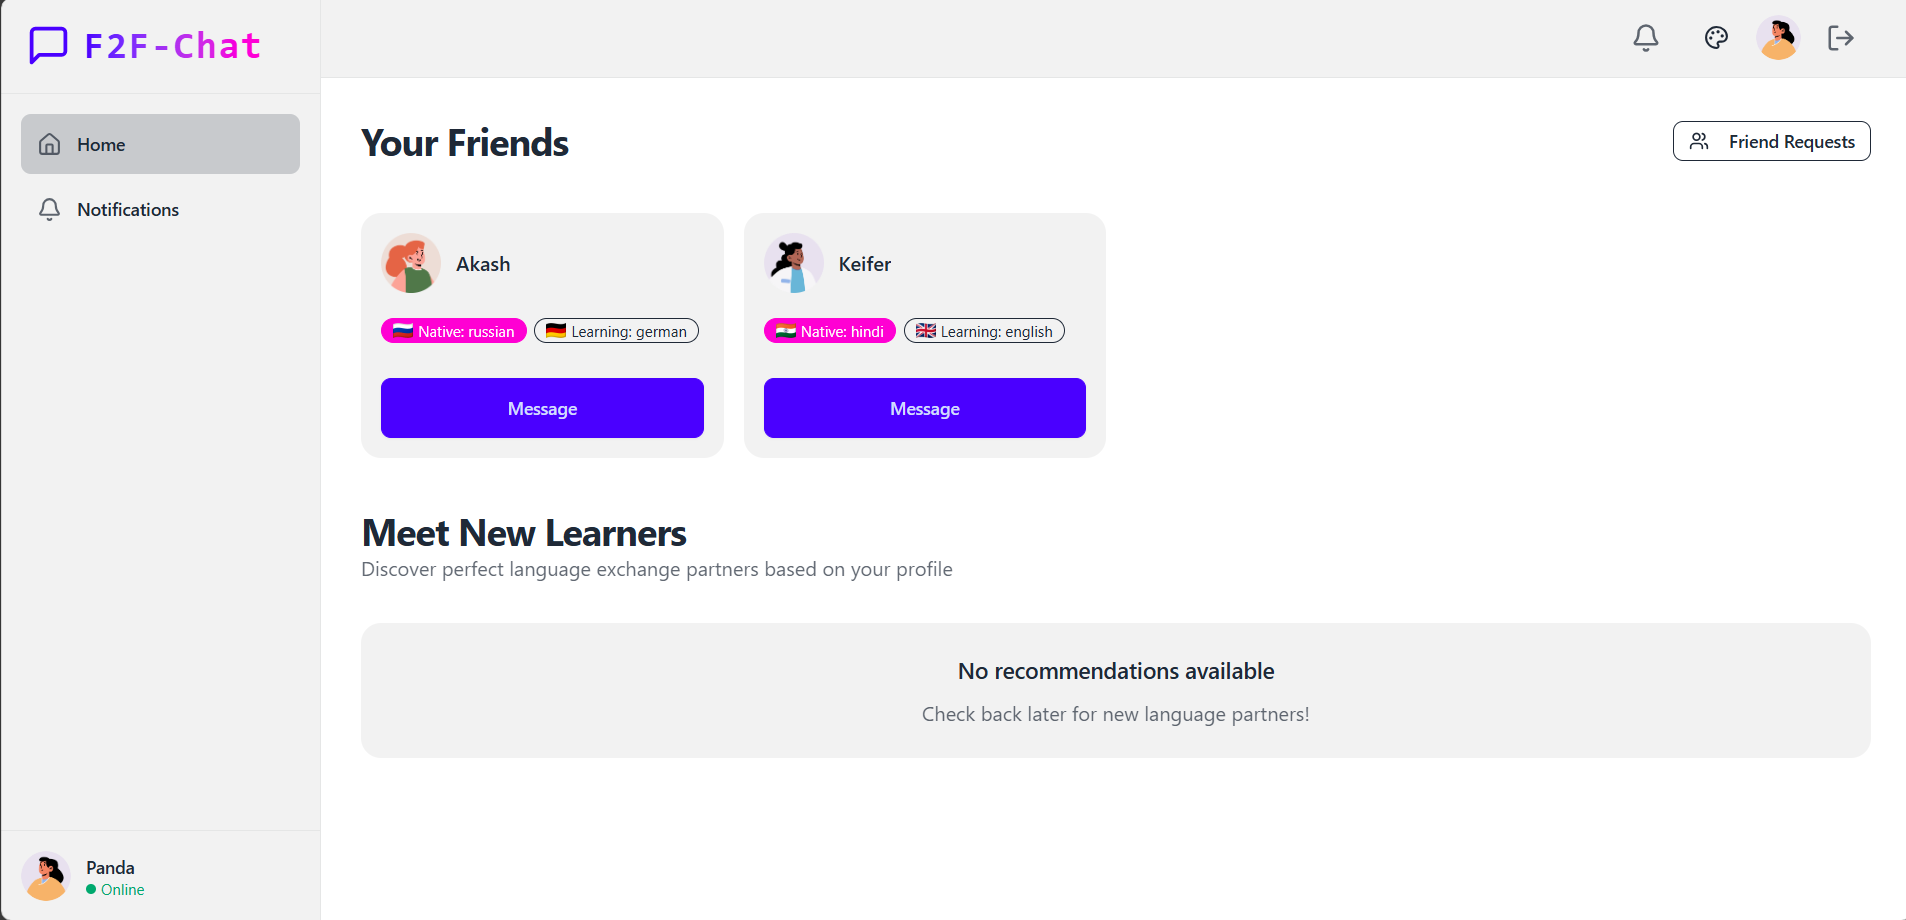 F2F-Chat
Home
Notifications
Your Friends
Friend Requests
Akash
Native: russian
Learning: german
Message
Keifer
Native: hindi
Learning: english
Message
Meet New Learners
Discover perfect language exchange partners based on your profile
No recommendations available
Check back later for new language partners!
Panda
Online